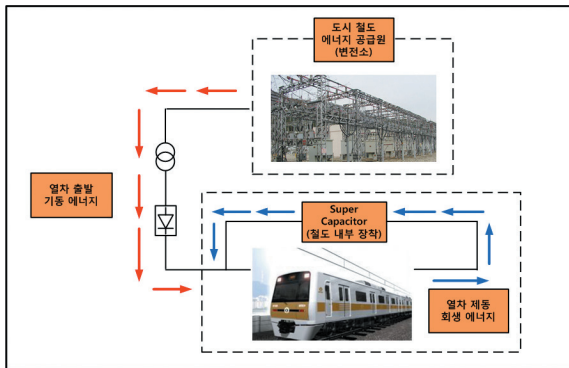 도시 철도
에너지 공급원
(변전소)
열차 출발
기동 에너지
Super
Capacitor
(철도 내부 장착)
열차 제동
회생 에너지